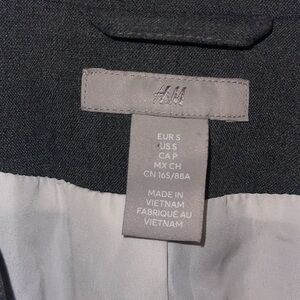 H&M
EUR S
US S
CA P
MX CH
CN 165/88A
MADE IN
VIETNAM
FABRIQUÉ AU
VIETNAM